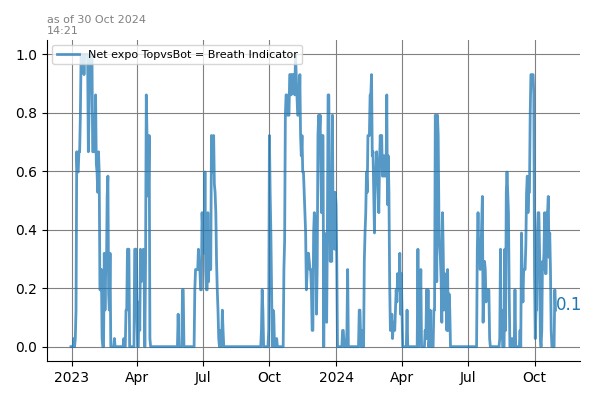 as of 30 Oct 2024
14:21
Net expo TopvsBot = Breath Indicator
1.0
0.8
0.6
0.4
0.2
0.0
0.1
2023 Apr Jul Oct 2024 Apr Jul Oct